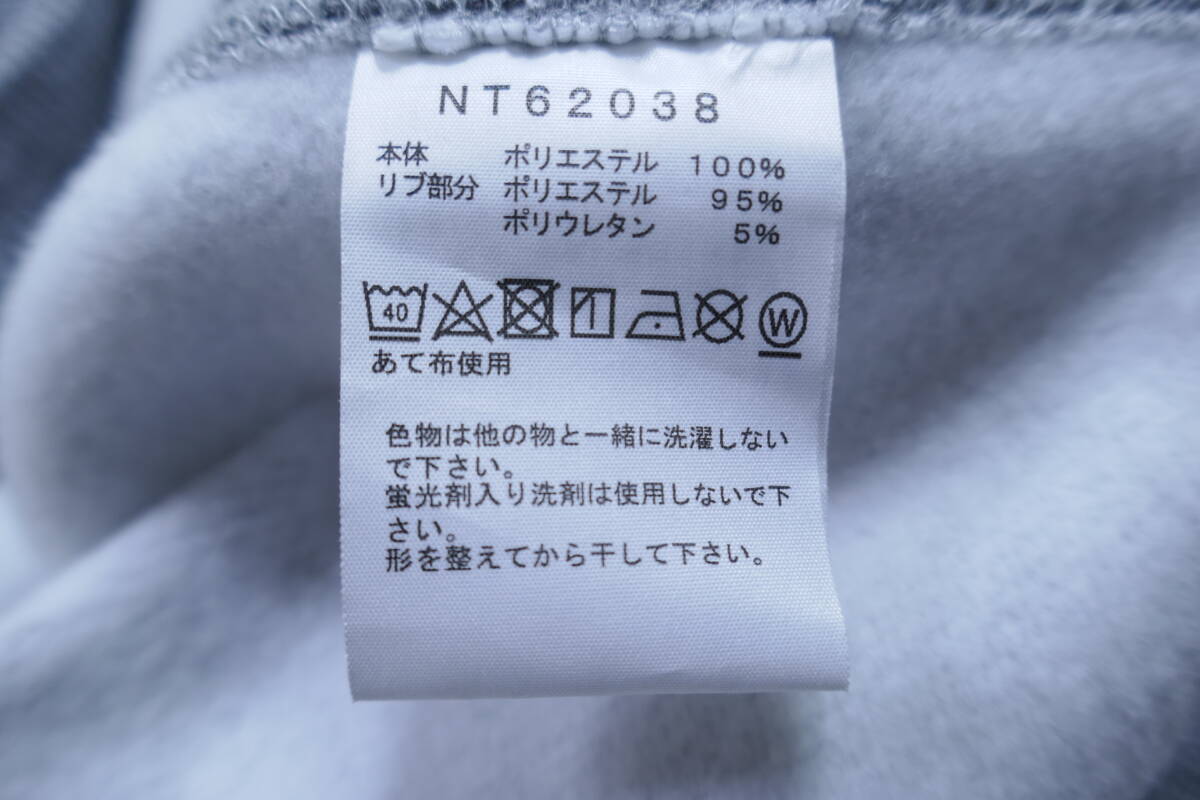 NT62038
本体 ポリエステル 100%
リブ部分 ポリエステル 95%
ポリウレタン 5%
40 W
あて布使用
色物は他の物と一緒に洗濯しない
で下さい。
蛍光剤入り洗剤は使用しないで下
さい。
形を整えてから干して下さい。